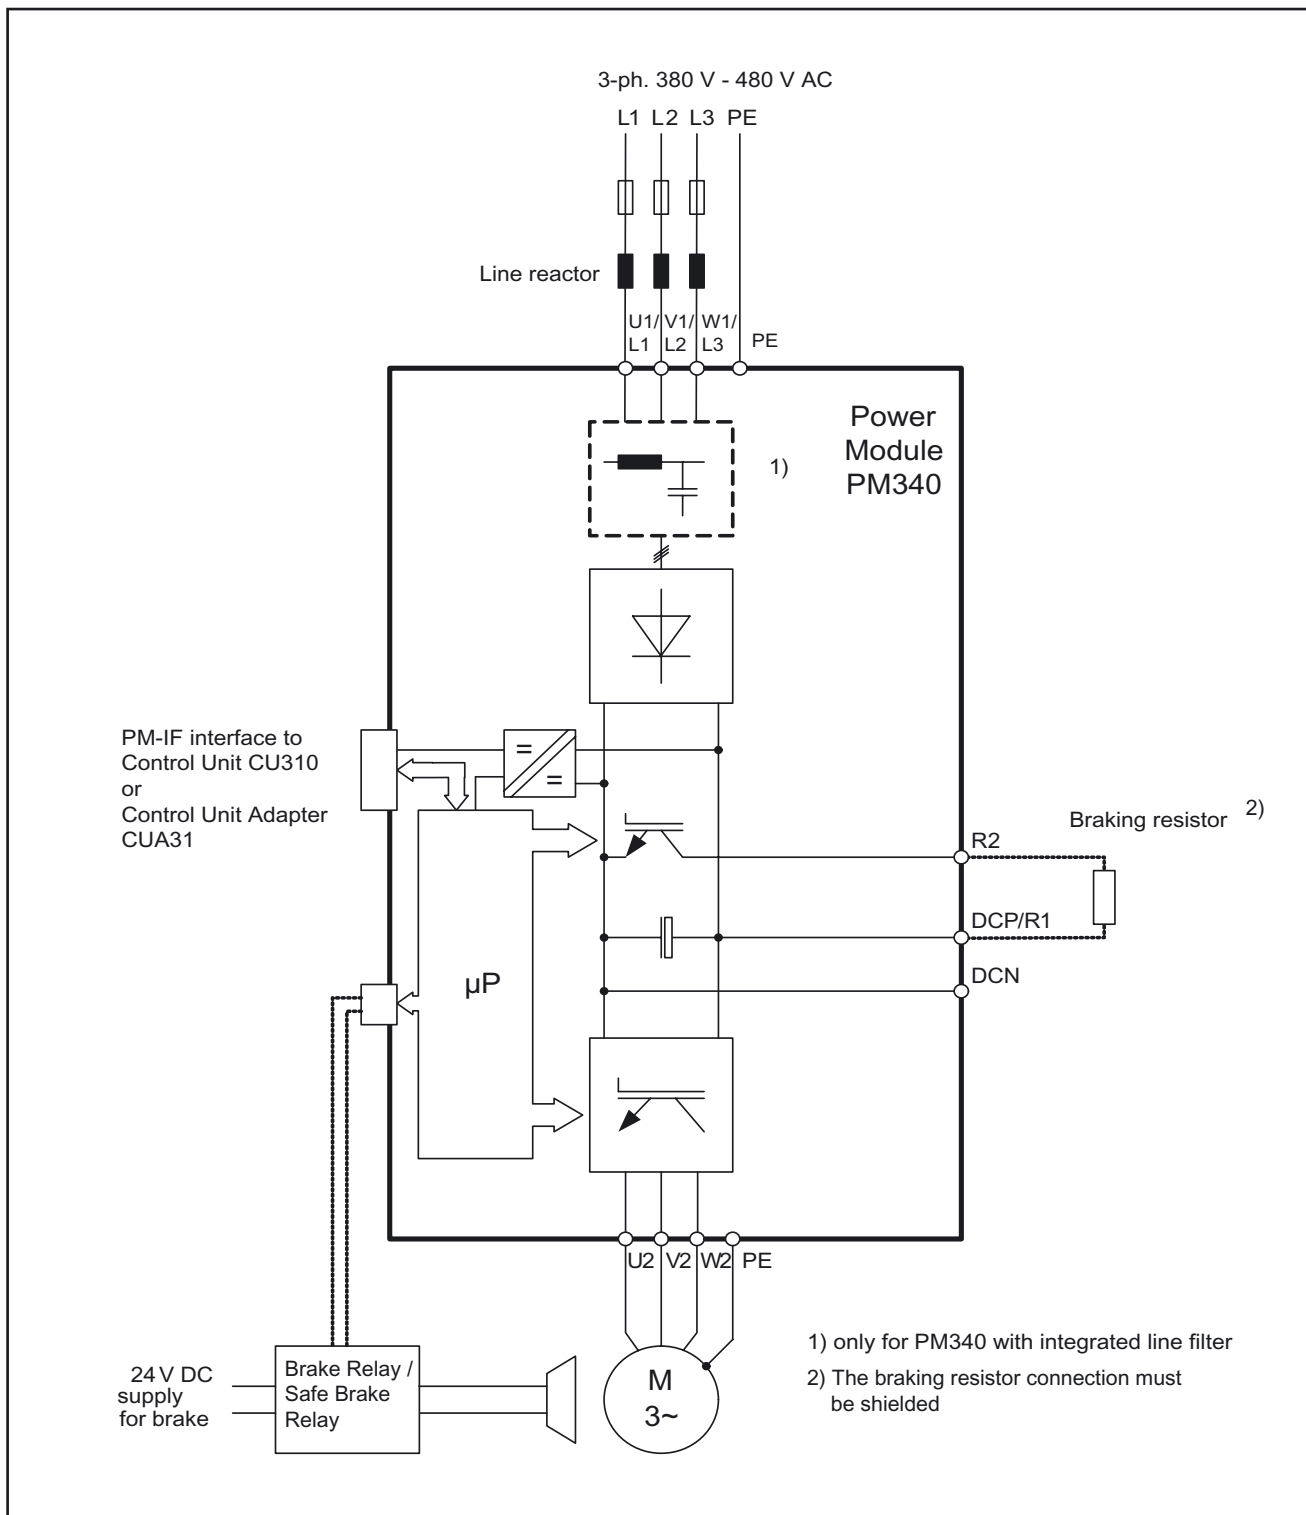 3-ph. 380 V - 480 V AC
L1 L2 L3 PE
Line reactor
U1/ V1/ W1/
L1 L2 L3 PE
Power
Module
PM340
1)
PM-IF interface to
Control Unit CU310
or
Control Unit Adapter
CUA31
=
=
Braking resistor 2)
R2
DCP/R1
DCN
µP
U2 V2 W2 PE
M
3~
24 V DC
supply
for brake
Brake Relay /
Safe Brake
Relay
1) only for PM340 with integrated line filter
2) The braking resistor connection must
be shielded